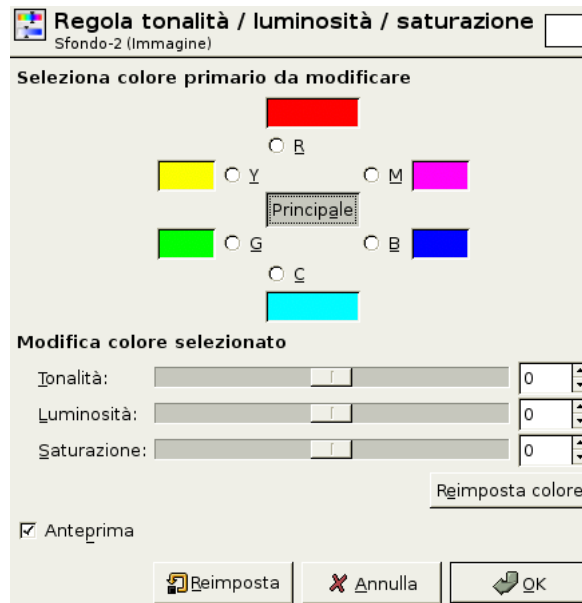 Regola tonalità / luminosità / saturazione
Sfondo-2 (Immagine)
Seleziona colore primario da modificare
R
Y M
Principale
G B
C
Modifica colore selezionato
Tonalità: 0
Luminosità: 0
Saturazione: 0
Reimposta colore
Anteprima
Reimposta Annulla OK